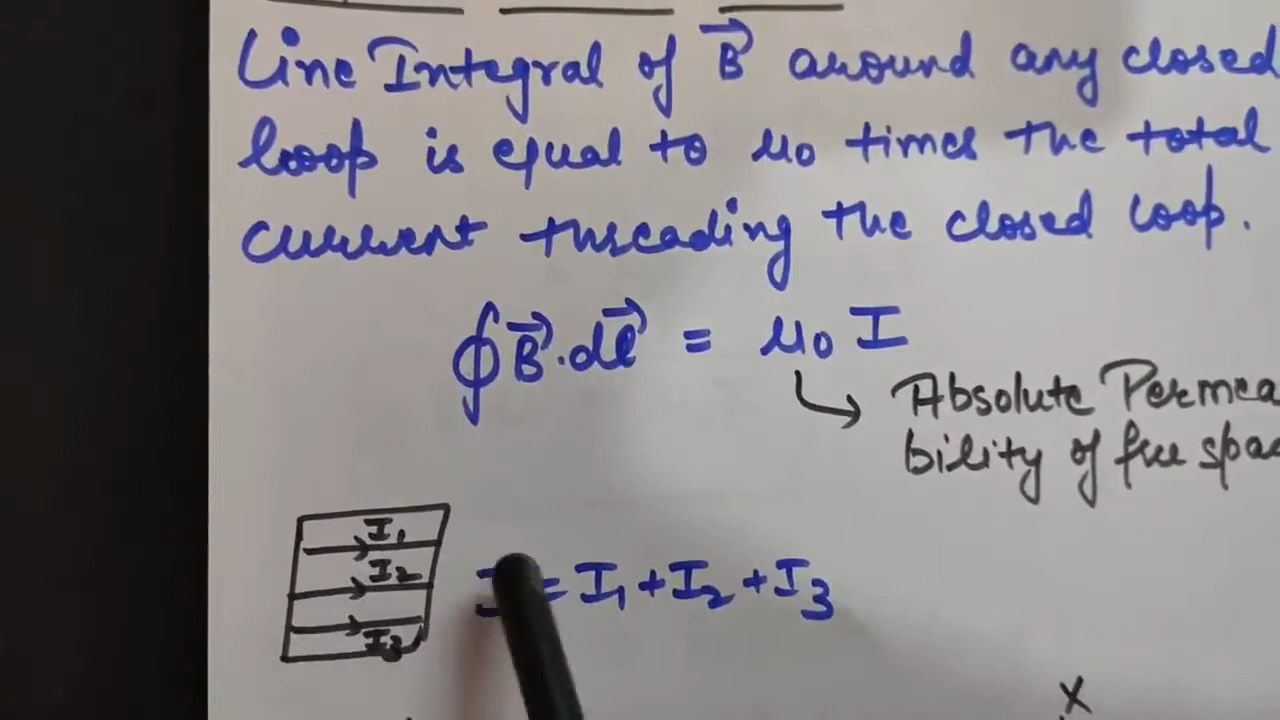 Line Integral of B⃗ around any closed
loop is equal to μ0 times the total
current threading the closed loop.
∮B⃗.dl⃗ = μ0 I
Absolute Permea
bility of free spac
I1
I2
I3
I = I1 + I2 + I3
X